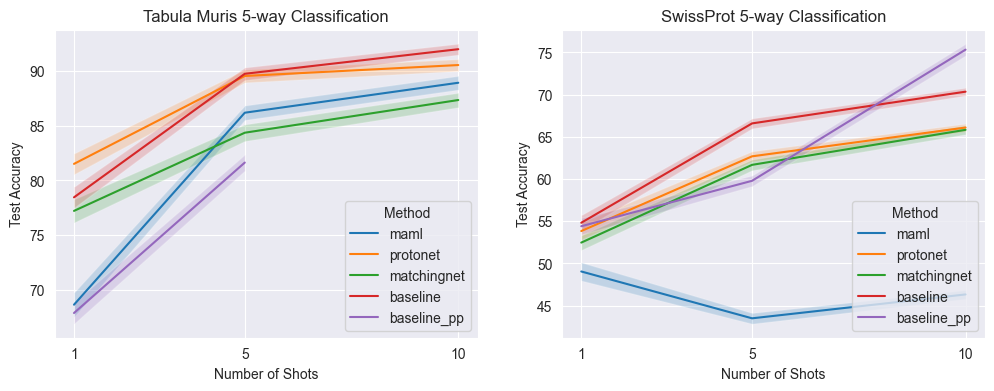 Tabula Muris 5-way Classification
Test Accuracy
90
85
80
75
70
1
5
10
Number of Shots
Method
maml
protonet
matchingnet
baseline
baseline_pp
SwissProt 5-way Classification
Test Accuracy
75
70
65
60
55
50
45
1
5
10
Number of Shots
Method
maml
protonet
matchingnet
baseline
baseline_pp